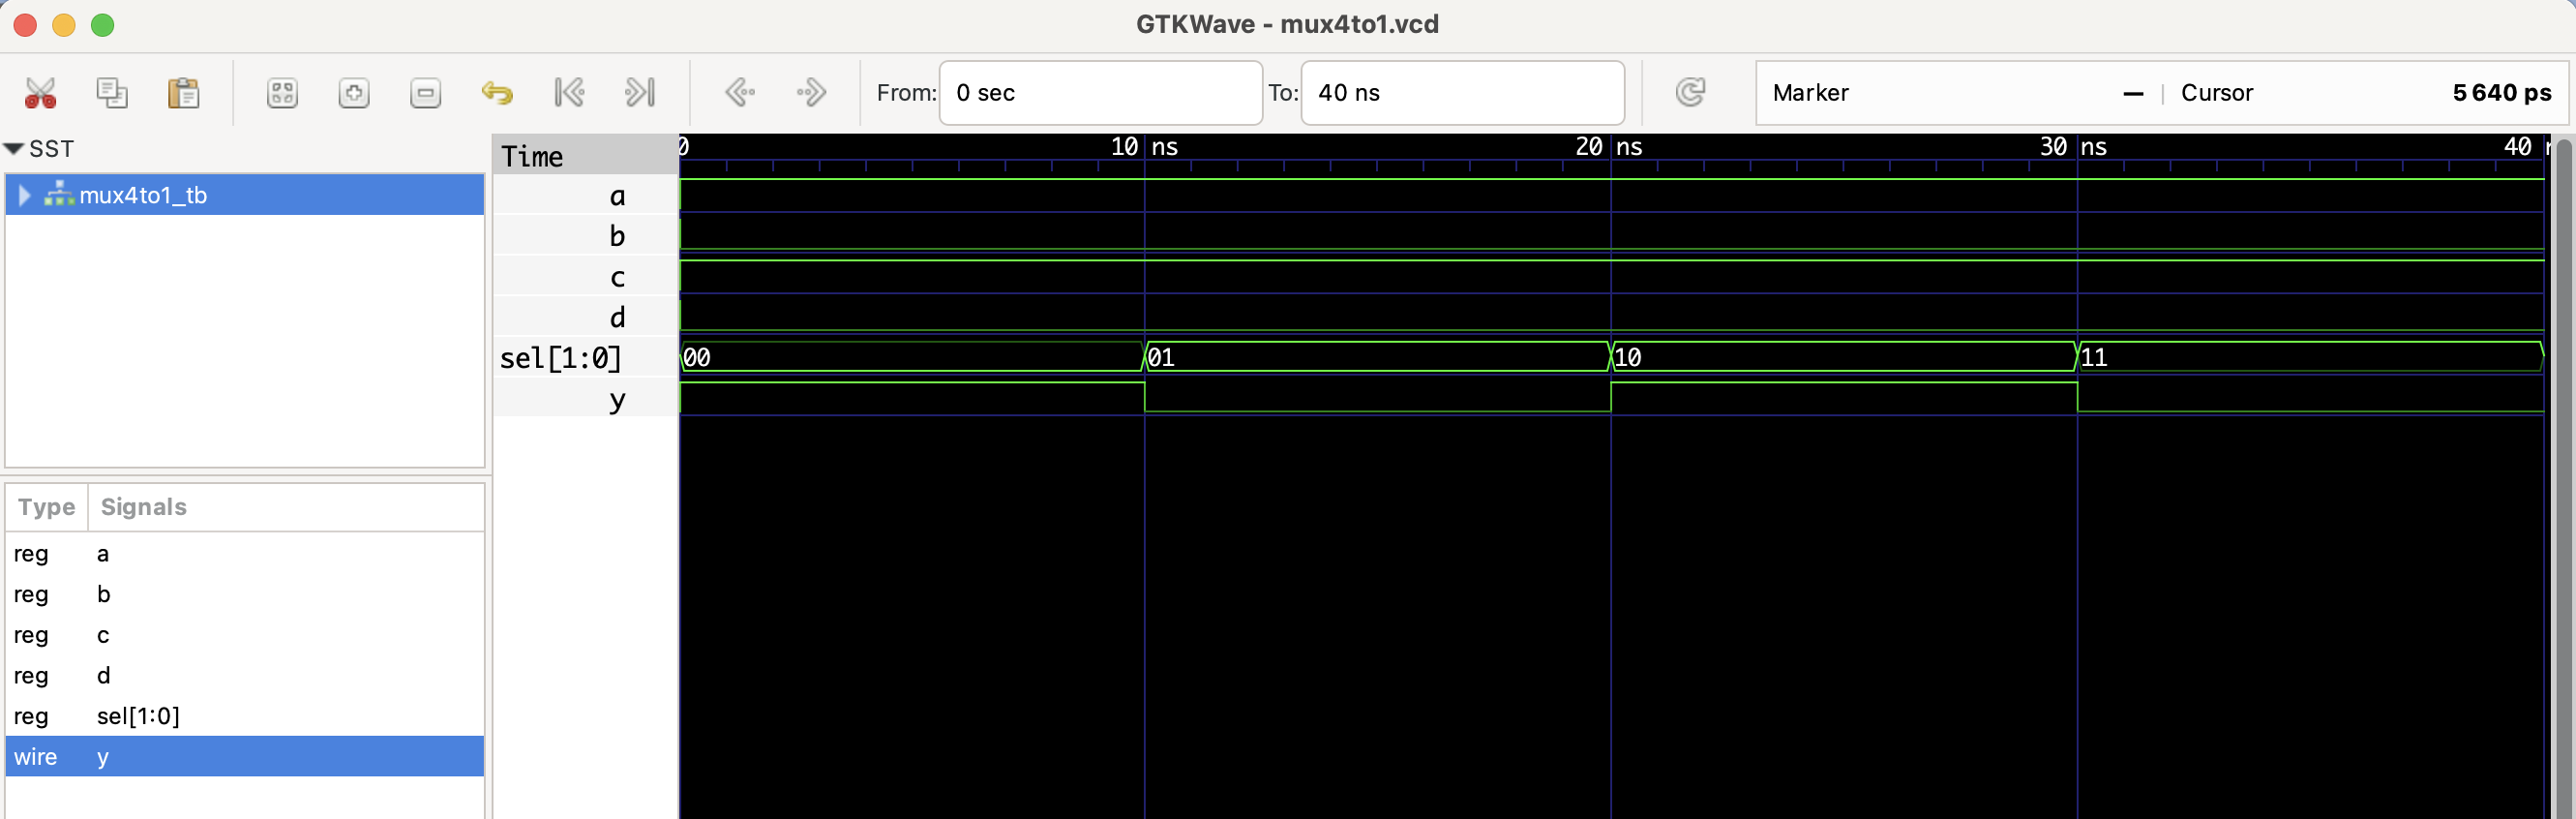 GTKWave - mux4to1.vcd
From: 0 sec To: 40 ns Marker — | Cursor 5 640 ps
SST
mux4to1_tb
Type Signals
reg a
reg b
reg c
reg d
reg sel[1:0]
wire y
Time 0 10 ns 20 ns 30 ns 40
a
b
c
d
sel[1:0] 00 01 10 11
y